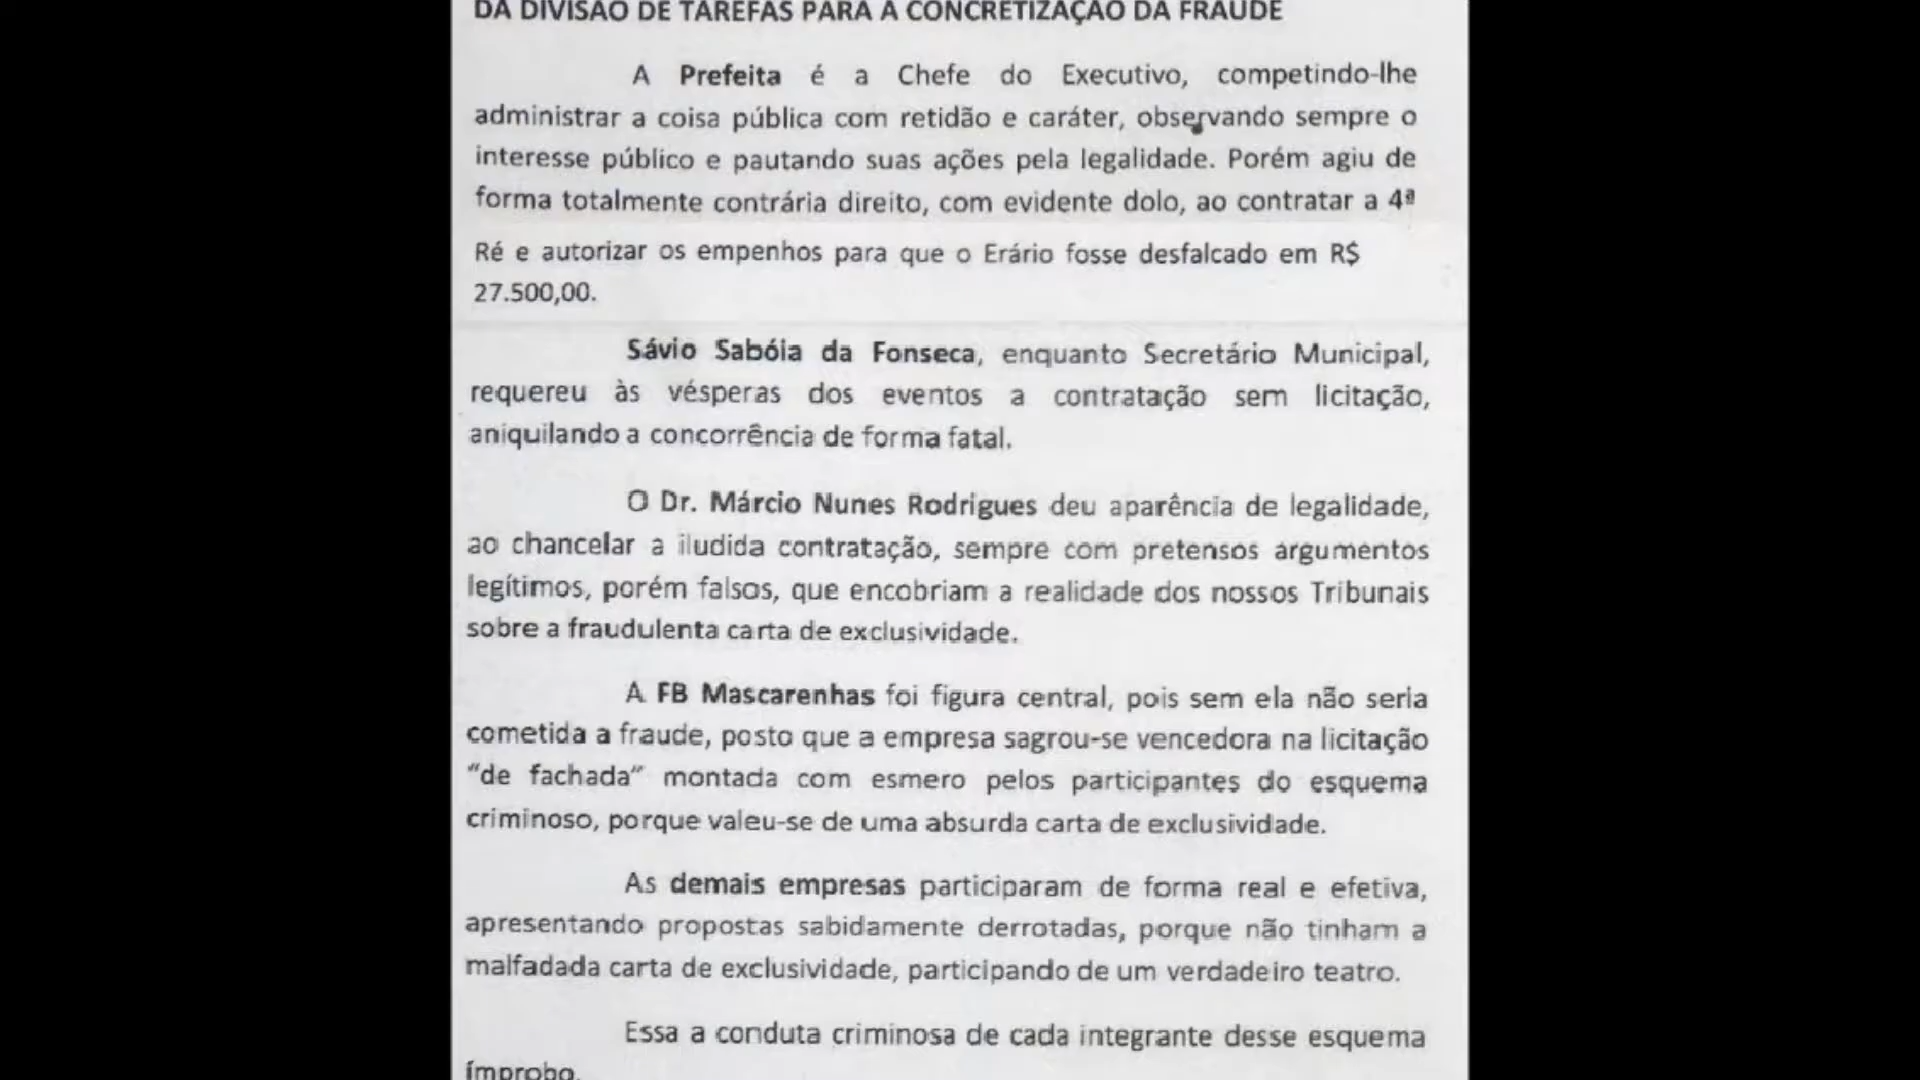 DA DIVISÃO DE TAREFAS PARA A CONCRETIZAÇÃO DA FRAUDE
A Prefeita é a Chefe do Executivo, competindo-lhe
administrar a coisa pública com retidão e caráter, observando sempre o
interesse público e pautando suas ações pela legalidade. Porém agiu de
forma totalmente contrária direito, com evidente dolo, ao contratar a 4ª
Ré e autorizar os empenhos para que o Erário fosse desfalcado em R$
27.500,00.
Sávio Sabóia da Fonseca, enquanto Secretário Municipal,
requereu às vésperas dos eventos a contratação sem licitação,
aniquilando a concorrência de forma fatal.
O Dr. Márcio Nunes Rodrigues deu aparência de legalidade,
ao chancelar a iludida contratação, sempre com pretensos argumentos
legítimos, porém falsos, que encobriam a realidade dos nossos Tribunais
sobre a fraudulenta carta de exclusividade.
A FB Mascarenhas foi figura central, pois sem ela não seria
cometida a fraude, posto que a empresa sagrou-se vencedora na licitação
"de fachada" montada com esmero pelos participantes do esquema
criminoso, porque valeu-se de uma absurda carta de exclusividade.
As demais empresas participaram de forma real e efetiva,
apresentando propostas sabidamente derrotadas, porque não tinham a
malfadada carta de exclusividade, participando de um verdadeiro teatro.
Essa a conduta criminosa de cada integrante desse esquema
ímprobo.